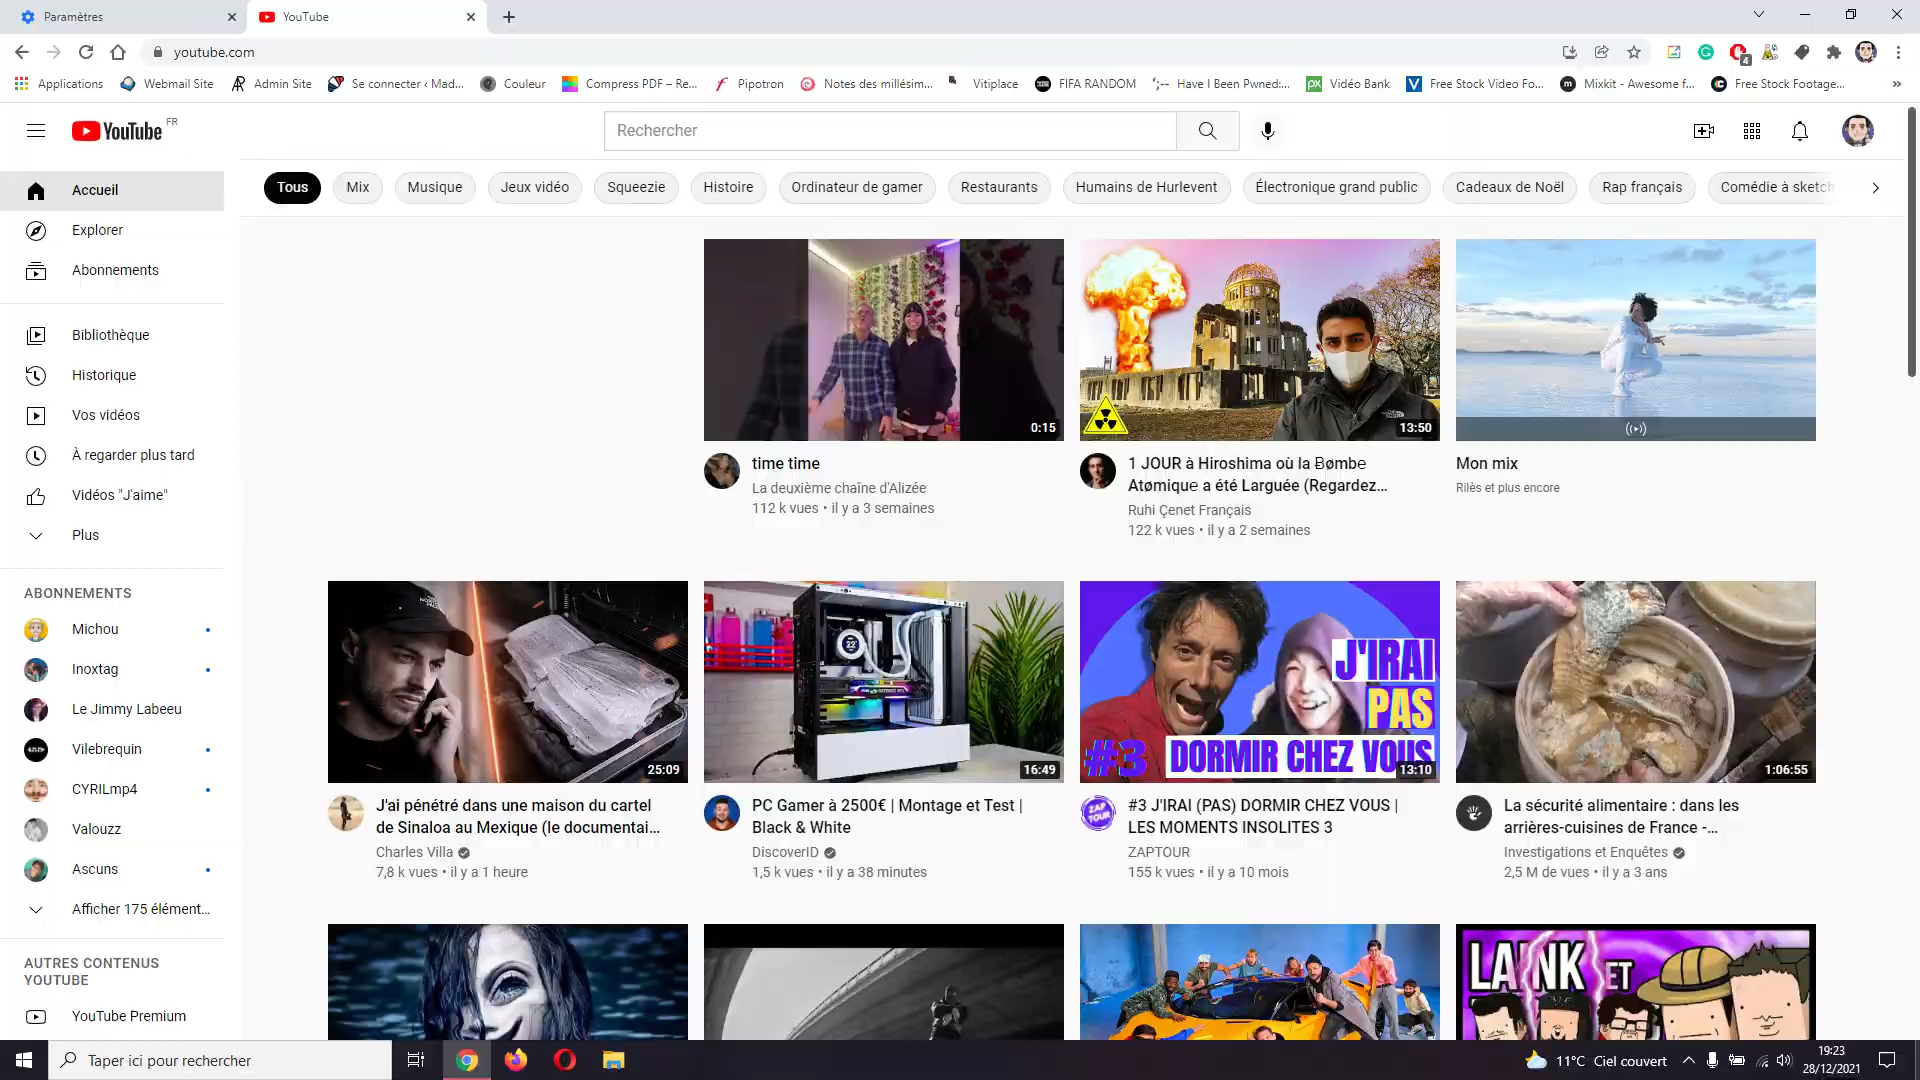 Paramètres
YouTube
youtube.com
4
Applications
Webmail Site
Admin Site
Se connecter ‹ Mad...
Couleur
Compress PDF – Re...
Pipotron
Notes des millésim...
Vitiplace
FIFA RANDOM
Have I Been Pwned:...
Vidéo Bank
Free Stock Video Fo...
Mixkit - Awesome f...
Free Stock Footage...
YouTube FR
Rechercher
Tous
Mix
Musique
Jeux vidéo
Squeezie
Histoire
Ordinateur de gamer
Restaurants
Humains de Hurlevent
Électronique grand public
Cadeaux de Noël
Rap français
Comédie à sketch
Accueil
Explorer
Abonnements
Bibliothèque
Historique
Vos vidéos
À regarder plus tard
Vidéos "J'aime"
Plus
ABONNEMENTS
Michou
Inoxtag
Le Jimmy Labeeu
Vilebrequin
CYRILmp4
Valouzz
Ascuns
Afficher 175 élément...
AUTRES CONTENUS
YOUTUBE
YouTube Premium
0:15
time time
La deuxième chaîne d'Alizée
112 k vues • il y a 3 semaines
13:50
1 JOUR à Hiroshima où la Ƀømbe
Atømique a été Larguée (Regardez...
Ruhi Çenet Français
122 k vues • il y a 2 semaines
Mon mix
Rilès et plus encore
25:09
J'ai pénétré dans une maison du cartel
de Sinaloa au Mexique (le documentai...
Charles Villa
7,8 k vues • il y a 1 heure
22°
16:49
PC Gamer à 2500€ | Montage et Test |
Black & White
DiscoverID
1,5 k vues • il y a 38 minutes
J'IRAI
PAS
#3 DORMIR CHEZ VOUS
13:10
ZAP
TOUR
#3 J'IRAI (PAS) DORMIR CHEZ VOUS |
LES MOMENTS INSOLITES 3
ZAPTOUR
155 k vues • il y a 10 mois
1:06:55
La sécurité alimentaire : dans les
arrières-cuisines de France -...
Investigations et Enquêtes
2,5 M de vues • il y a 3 ans
ET
Taper ici pour rechercher
11°C Ciel couvert
19:23
28/12/2021